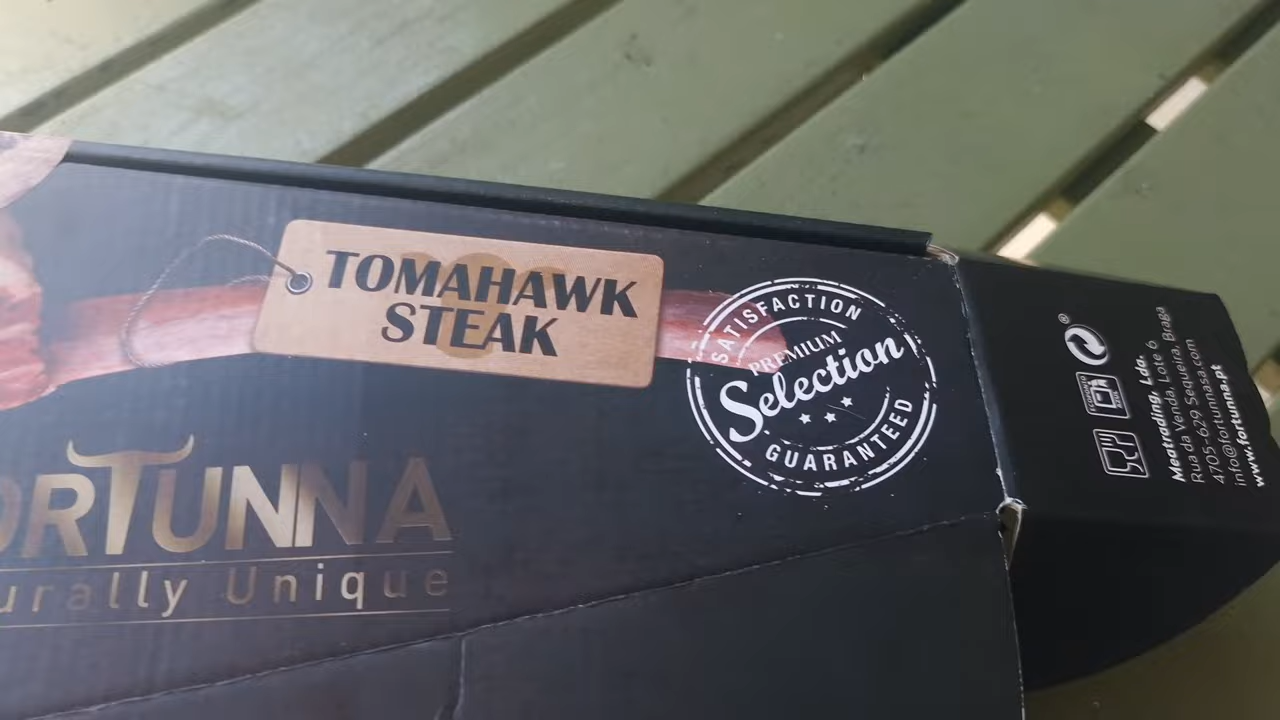 TOMAHAWK
STEAK
SATISFACTION
PREMIUM
Selection
GUARANTEED
ORTUNNA
urally Unique
®
Meatrading, Lda.
Rua da Venda, Lote 6
4705-629 Sequeira, Braga
info@fortunnasa.com
www.fortunna.pt